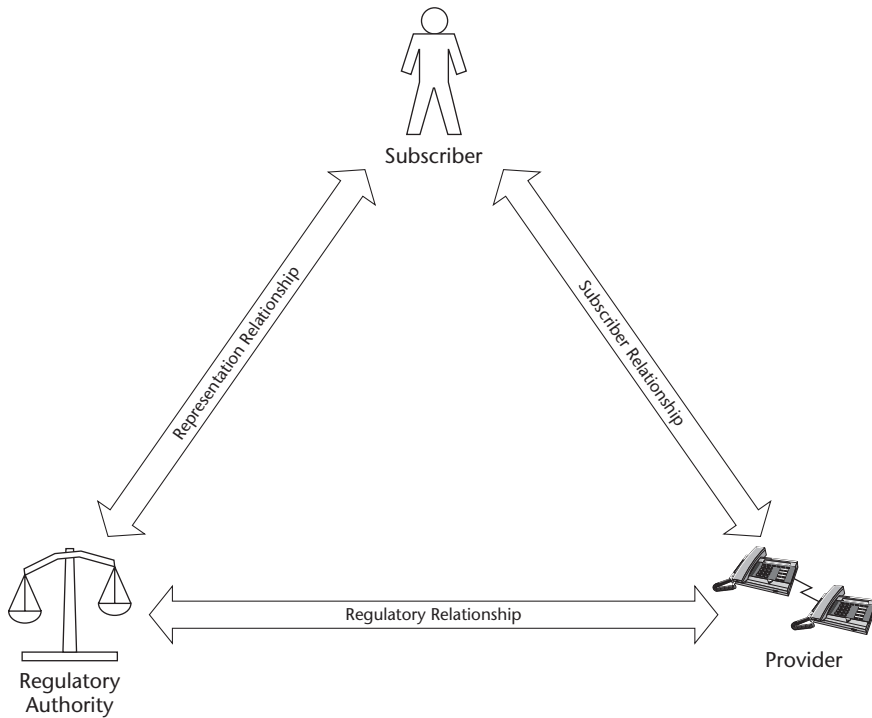 Subscriber
Representation Relationship
Subscriber Relationship
Regulatory Relationship
Provider
Regulatory
Authority